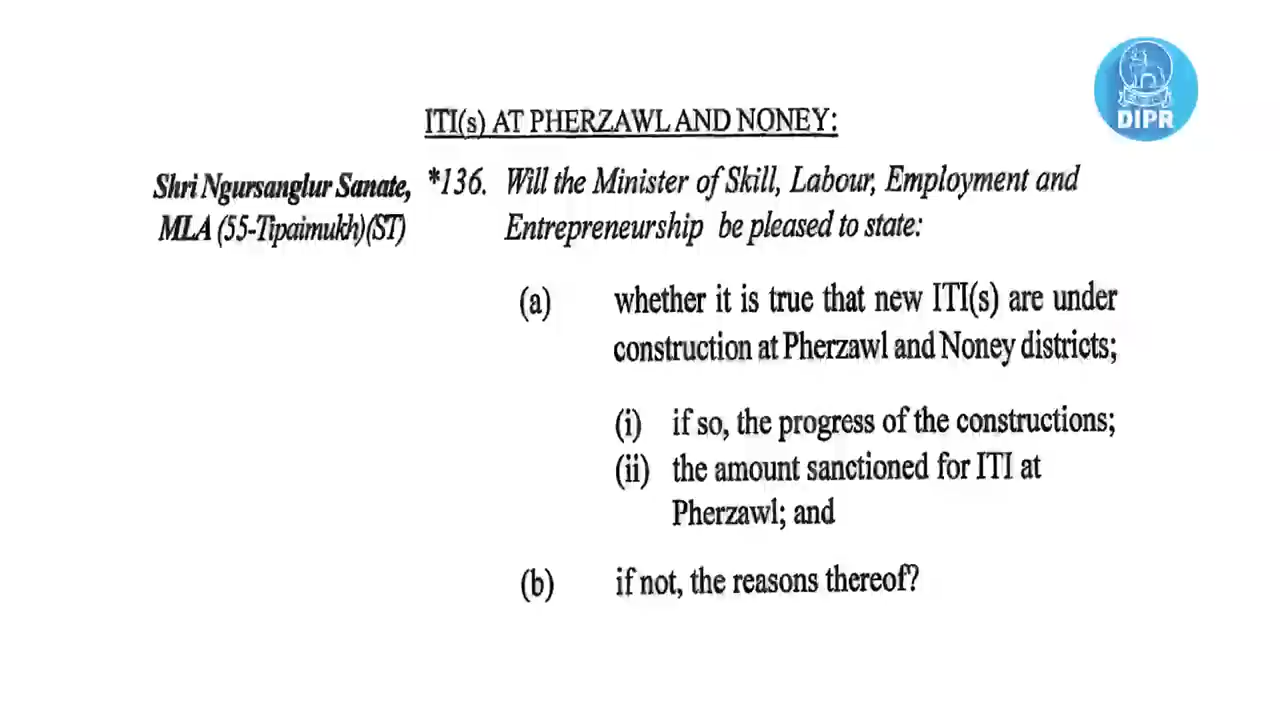 DIPR
ITI(s) AT PHERZAWL AND NONEY:
Shri Ngursanglur Sanate, *136. Will the Minister of Skill, Labour, Employment and
MLA (55-Tipaimukh)(ST) Entrepreneurship be pleased to state:
(a) whether it is true that new ITI(s) are under
construction at Pherzawl and Noney districts;
(i) if so, the progress of the constructions;
(ii) the amount sanctioned for ITI at
Pherzawl; and
(b) if not, the reasons thereof?